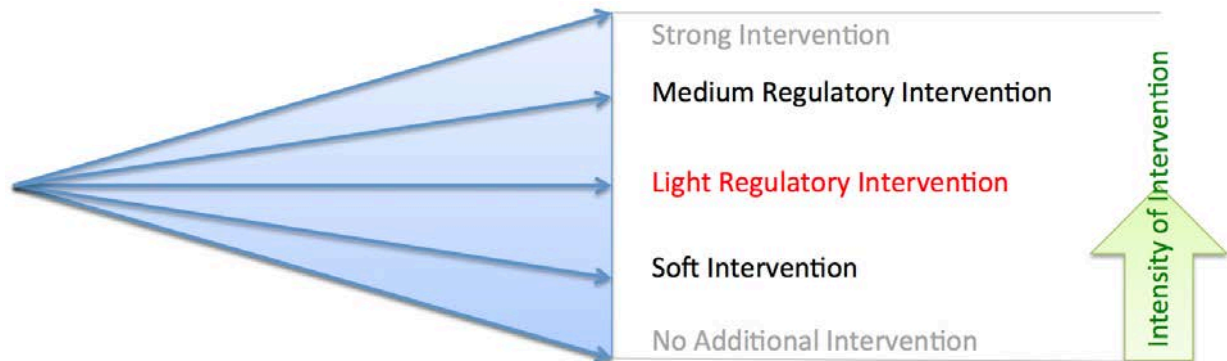 Strong Intervention
Medium Regulatory Intervention
Light Regulatory Intervention
Soft Intervention
No Additional Intervention
Intensity of Intervention